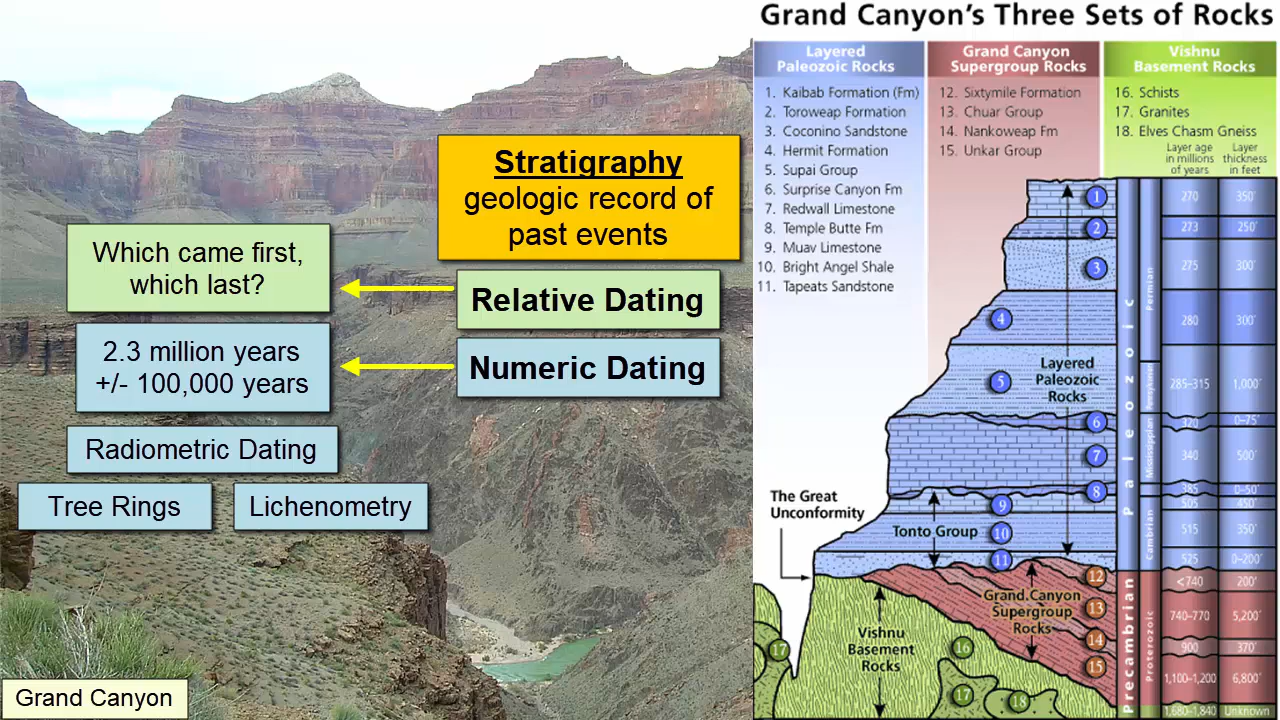 Grand Canyon's Three Sets of Rocks
Stratigraphy
geologic record of
past events
Which came first,
which last?
Relative Dating
2.3 million years
+/- 100,000 years
Numeric Dating
Radiometric Dating
Tree Rings
Lichenometry
Grand Canyon
Layered
Paleozoic Rocks
1. Kaibab Formation (Fm)
2. Toroweap Formation
3. Coconino Sandstone
4. Hermit Formation
5. Supai Group
6. Surprise Canyon Fm
7. Redwall Limestone
8. Temple Butte Fm
9. Muav Limestone
10. Bright Angel Shale
11. Tapeats Sandstone
Grand Canyon
Supergroup Rocks
12. Sixtymile Formation
13. Chuar Group
14. Nankoweap Fm
15. Unkar Group
Vishnu
Basement Rocks
16. Schists
17. Granites
18. Elves Chasm Gneiss
Layer age
in millions
of years
Layer
thickness
in feet
1
270
350'
2
273
250'
3
275
300'
4
280
300'
5
285–315
1,000'
6
320
0–75'
7
340
500'
8
385
0–50'
9
505
450'
10
515
350'
11
525
0–200'
12
<740
200'
13
740–770
5,200'
14
900
370'
15
1,100–1,200
6,800'
1,680–1,840
Unknown
Layered
Paleozoic
Rocks
The Great
Unconformity
Tonto Group
Grand Canyon
Supergroup
Rocks
Vishnu
Basement
Rocks
17
16
17
18
Paleozoic
Permian
Mississippian
Cambrian
Precambrian
Proterozoic